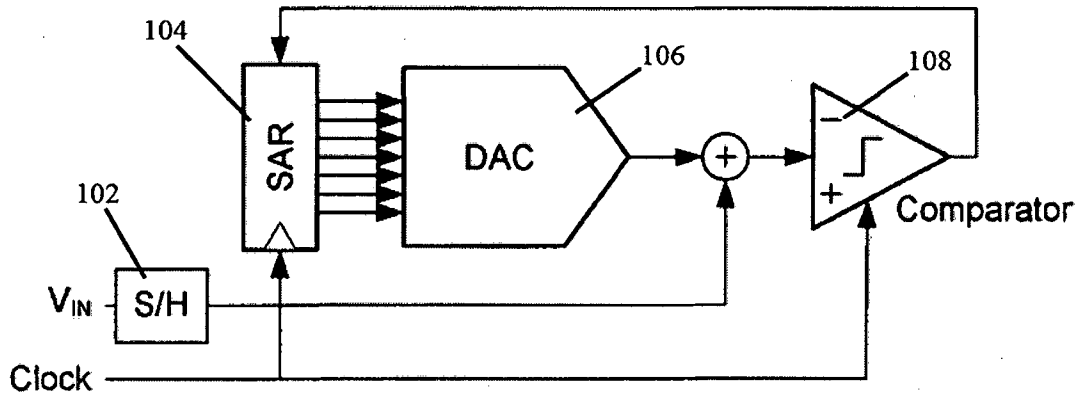 104
106
108
SAR
DAC
+
−
+
Comparator
102
V_IN
S/H
Clock